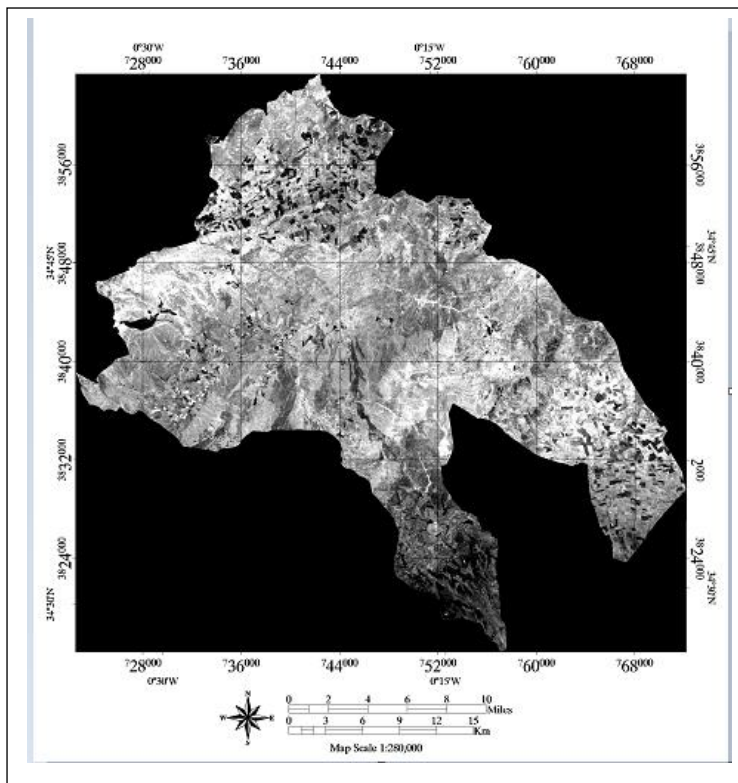 0°30'W 0°15'W
728000 736000 744000 752000 760000 768000
3856000 3856000
34°45'N 3848000 3848000 34°45'N
3840000 3840000
3832000 2000
3824000 3824000
34°30'N 34°30'N
728000 736000 744000 752000 760000 768000
0°30'W 0°15'W
N
W E
S
0 2 4 6 8 10
Miles
0 3 6 9 12 15
Km
Map Scale 1:280,000